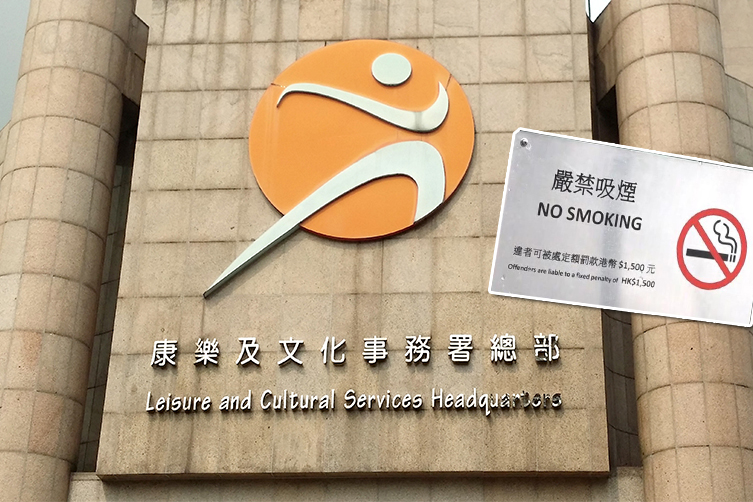 嚴禁吸煙
NO SMOKING
違者可被處定額罰款港幣 $1,500 元
Offenders are liable to a fixed penalty of HK$1,500
康樂及文化事務署總部
Leisure and Cultural Services Headquarters